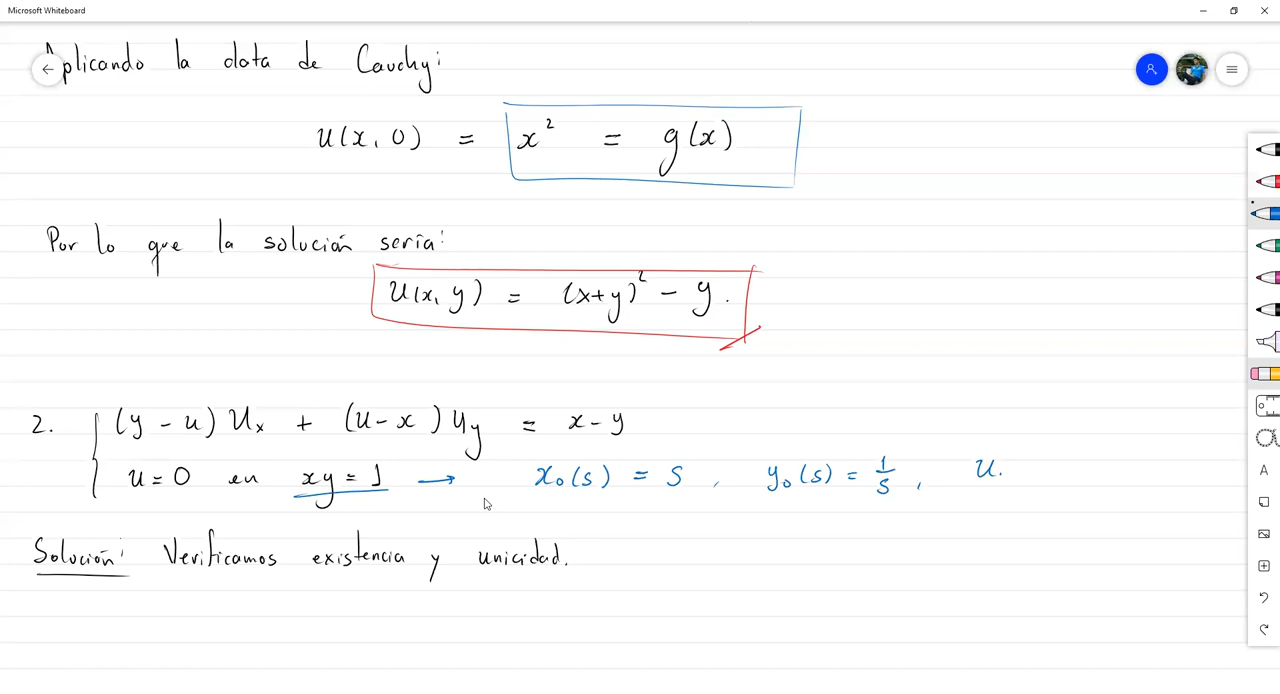 Microsoft Whiteboard
Aplicando la data de Cauchy:
u(x, 0) = x² = g(x)
Por lo que la solución sería:
u(x, y) = (x+y)² - y.
2. (y - u) Ux + (u - x) Uy = x - y
u = 0 en xy = 1 → x₀(s) = s, y₀(s) = 1/s, u.
Solución: Verificamos existencia y unicidad.
A